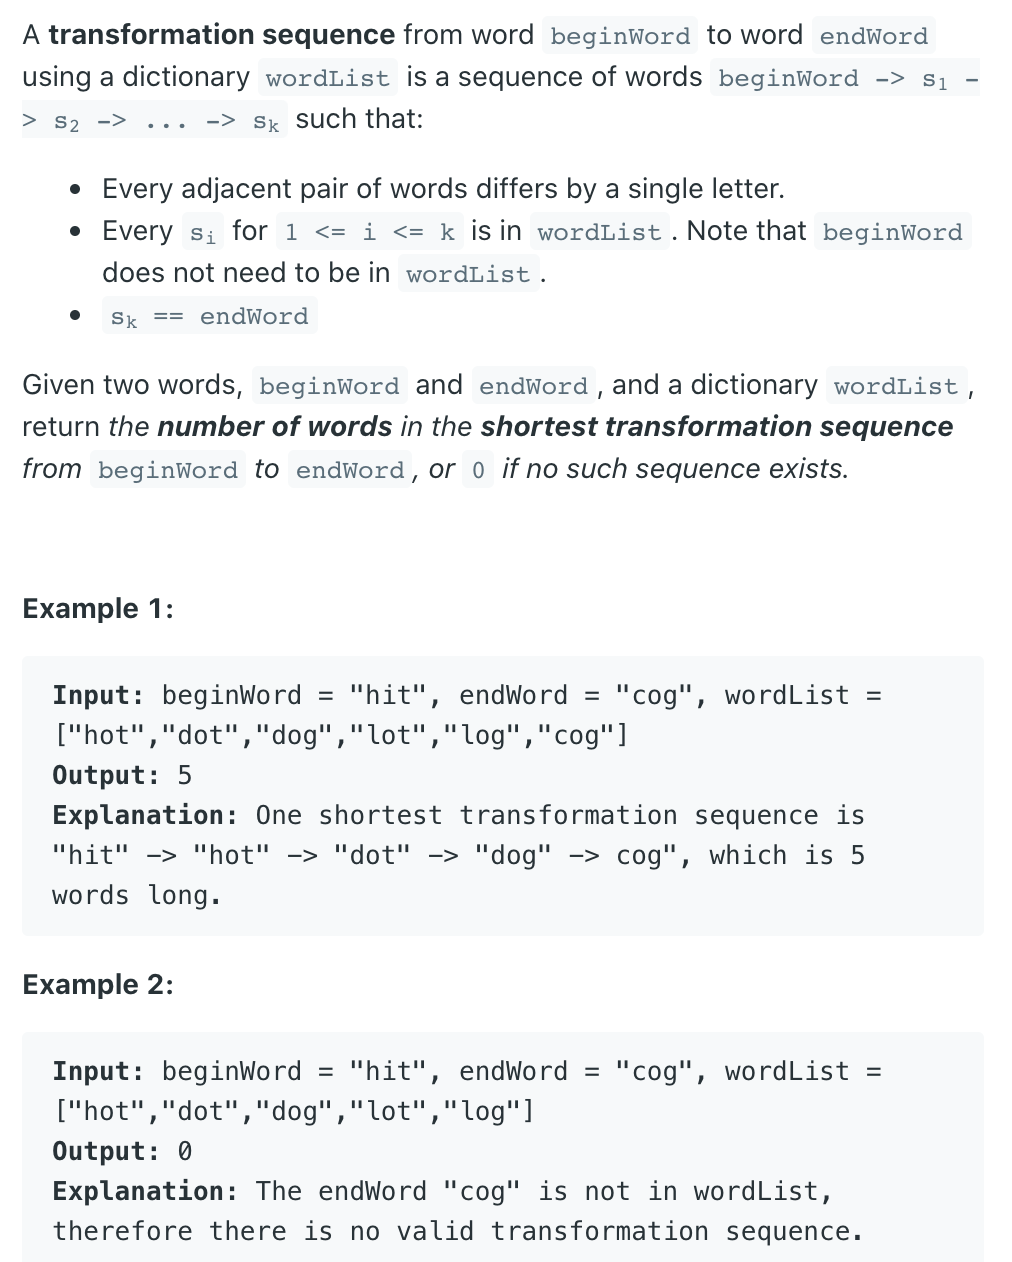 A transformation sequence from word beginWord to word endWord
using a dictionary wordList is a sequence of words beginWord -> s1 -
> s2 -> ... -> sk such that:
• Every adjacent pair of words differs by a single letter.
• Every si for 1 <= i <= k is in wordList. Note that beginWord
does not need to be in wordList.
• sk == endWord
Given two words, beginWord and endWord, and a dictionary wordList,
return the number of words in the shortest transformation sequence
from beginWord to endWord, or 0 if no such sequence exists.
Example 1:
Input: beginWord = "hit", endWord = "cog", wordList =
["hot","dot","dog","lot","log","cog"]
Output: 5
Explanation: One shortest transformation sequence is
"hit" -> "hot" -> "dot" -> "dog" -> cog", which is 5
words long.
Example 2:
Input: beginWord = "hit", endWord = "cog", wordList =
["hot","dot","dog","lot","log"]
Output: 0
Explanation: The endWord "cog" is not in wordList,
therefore there is no valid transformation sequence.